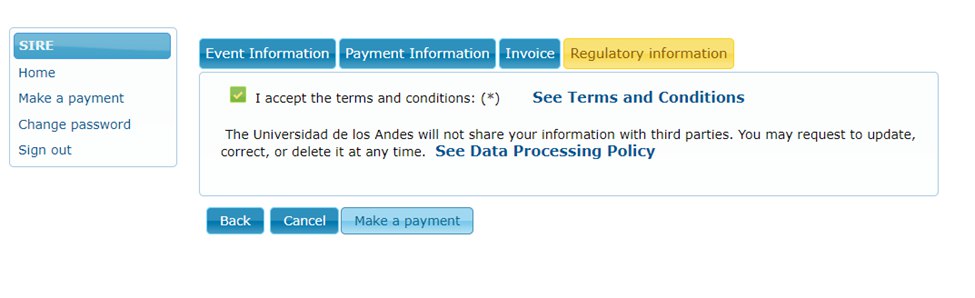 SIRE
Home
Make a payment
Change password
Sign out
Event Information
Payment Information
Invoice
Regulatory information
I accept the terms and conditions: (*)
See Terms and Conditions
The Universidad de los Andes will not share your information with third parties. You may request to update,
correct, or delete it at any time. See Data Processing Policy
Back
Cancel
Make a payment